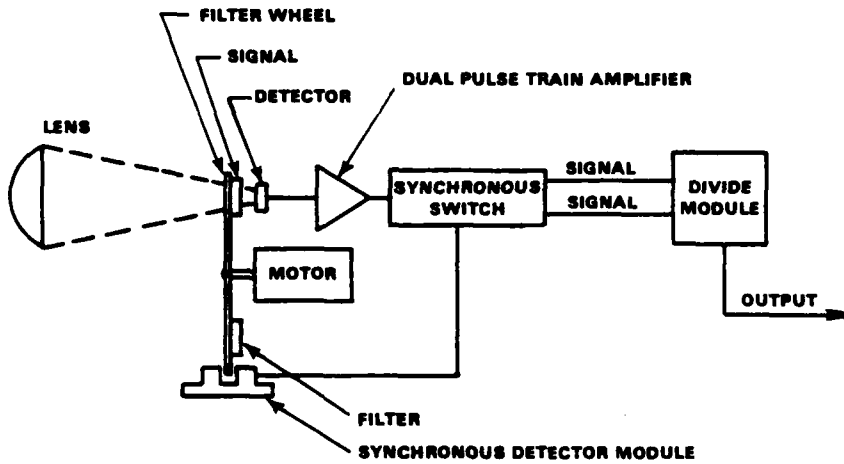 FILTER WHEEL
SIGNAL
DETECTOR
DUAL PULSE TRAIN AMPLIFIER
LENS
SYNCHRONOUS
SWITCH
SIGNAL
SIGNAL
DIVIDE
MODULE
MOTOR
OUTPUT
FILTER
SYNCHRONOUS DETECTOR MODULE